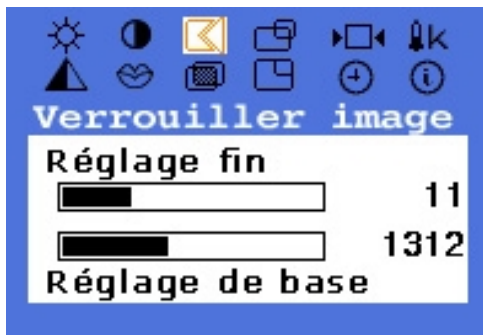 K
Verrouiller image
Réglage fin
11
1312
Réglage de base